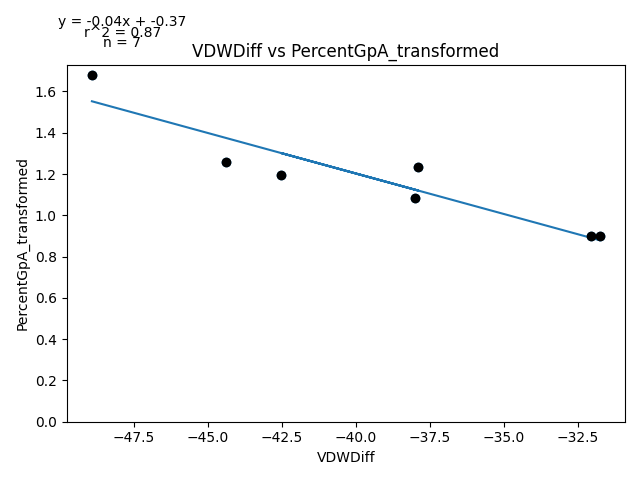 y = -0.04x + -0.37
r^2 = 0.87
n = 7
VDWDiff vs PercentGpA_transformed
PercentGpA_transformed
1.6
1.4
1.2
1.0
0.8
0.6
0.4
0.2
0.0
−47.5 −45.0 −42.5 −40.0 −37.5 −35.0 −32.5
VDWDiff